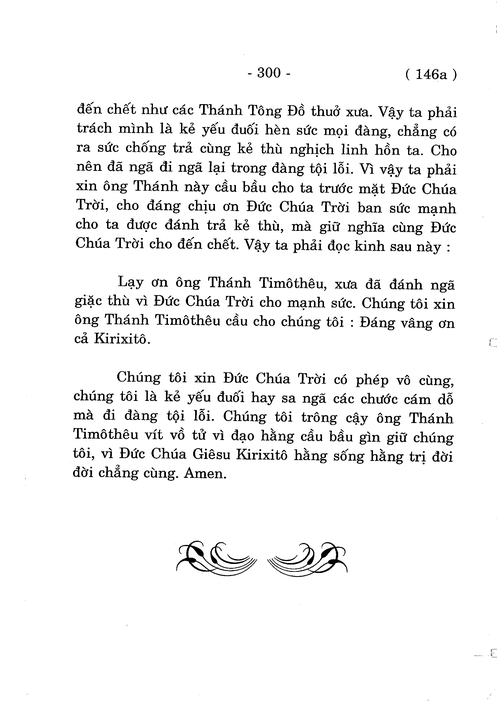 - 300 -
( 146a )
đến chết như các Thánh Tông Đồ thuở xưa. Vậy ta phải
trách mình là kẻ yếu đuối hèn sức mọi đàng, chẳng có
ra sức chống trả cùng kẻ thù nghịch linh hồn ta. Cho
nên đã ngã đi ngã lại trong đàng tội lỗi. Vì vậy ta phải
xin ông Thánh này cầu bầu cho ta trước mặt Đức Chúa
Trời, cho đáng chịu ơn Đức Chúa Trời ban sức mạnh
cho ta được đánh trả kẻ thù, mà giữ nghĩa cùng Đức
Chúa Trời cho đến chết. Vậy ta phải đọc kinh sau này :
Lạy ơn ông Thánh Timôthêu, xưa đã đánh ngã
giặc thù vì Đức Chúa Trời cho mạnh sức. Chúng tôi xin
ông Thánh Timôthêu cầu cho chúng tôi : Đáng vâng ơn
cả Kirixitô.
Chúng tôi xin Đức Chúa Trời có phép vô cùng,
chúng tôi là kẻ yếu đuối hay sa ngã các chước cám dỗ
mà đi đàng tội lỗi. Chúng tôi trông cậy ông Thánh
Timôthêu vít vồ tử vì đạo hằng cầu bầu gìn giữ chúng
tôi, vì Đức Chúa Giêsu Kirixitô hằng sống hằng trị đời
đời chẳng cùng. Amen.